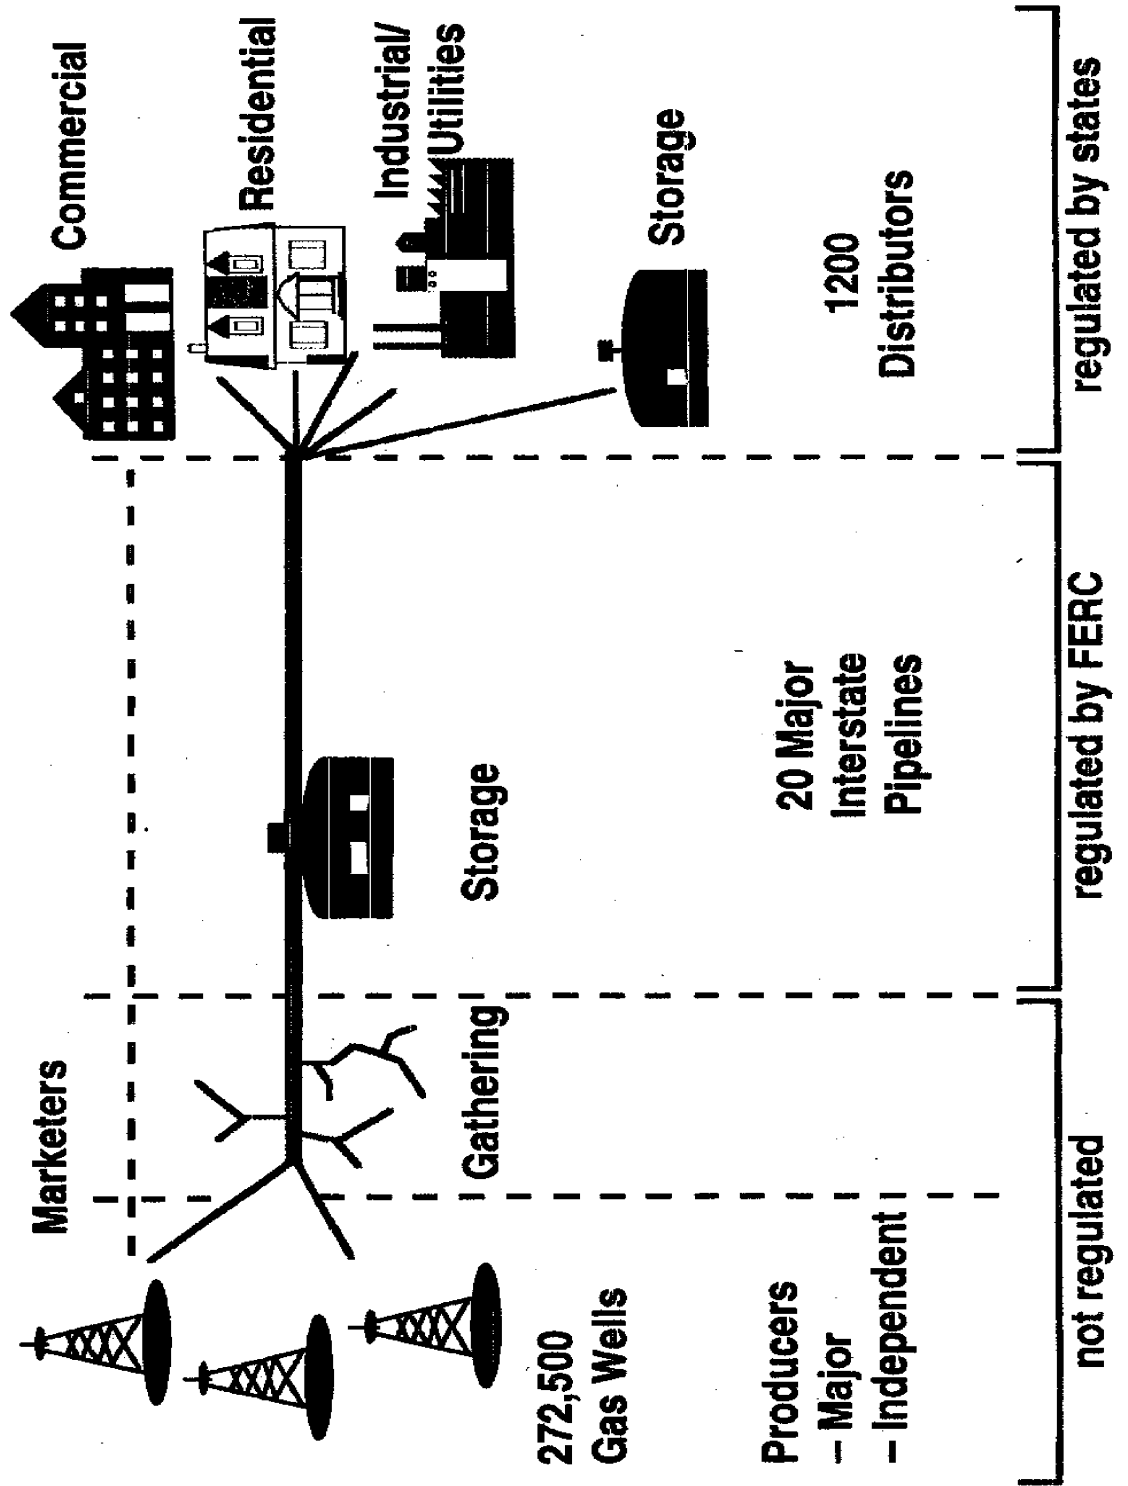 Marketers
Commercial
Residential
Industrial/
Utilities
Storage
Gathering
Storage
272,500
Gas Wells
Producers
– Major
– Independent
20 Major
Interstate
Pipelines
1200
Distributors
not regulated
regulated by FERC
regulated by states